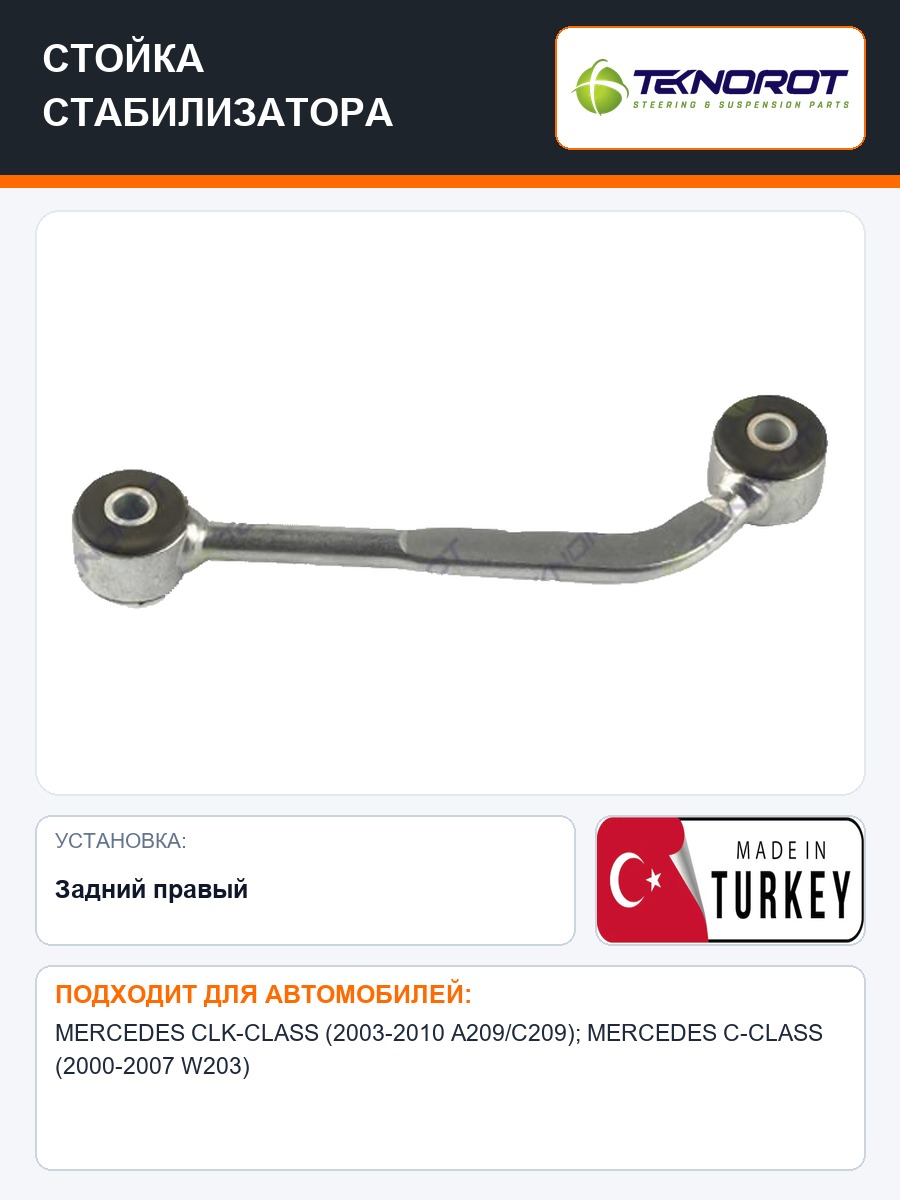 СТОЙКА
СТАБИЛИЗАТОРА
TEKNOROT
STEERING & SUSPENSION PARTS
УСТАНОВКА:
Задний правый
MADE IN
TURKEY
ПОДХОДИТ ДЛЯ АВТОМОБИЛЕЙ:
MERCEDES CLK-CLASS (2003-2010 A209/C209); MERCEDES C-CLASS
(2000-2007 W203)